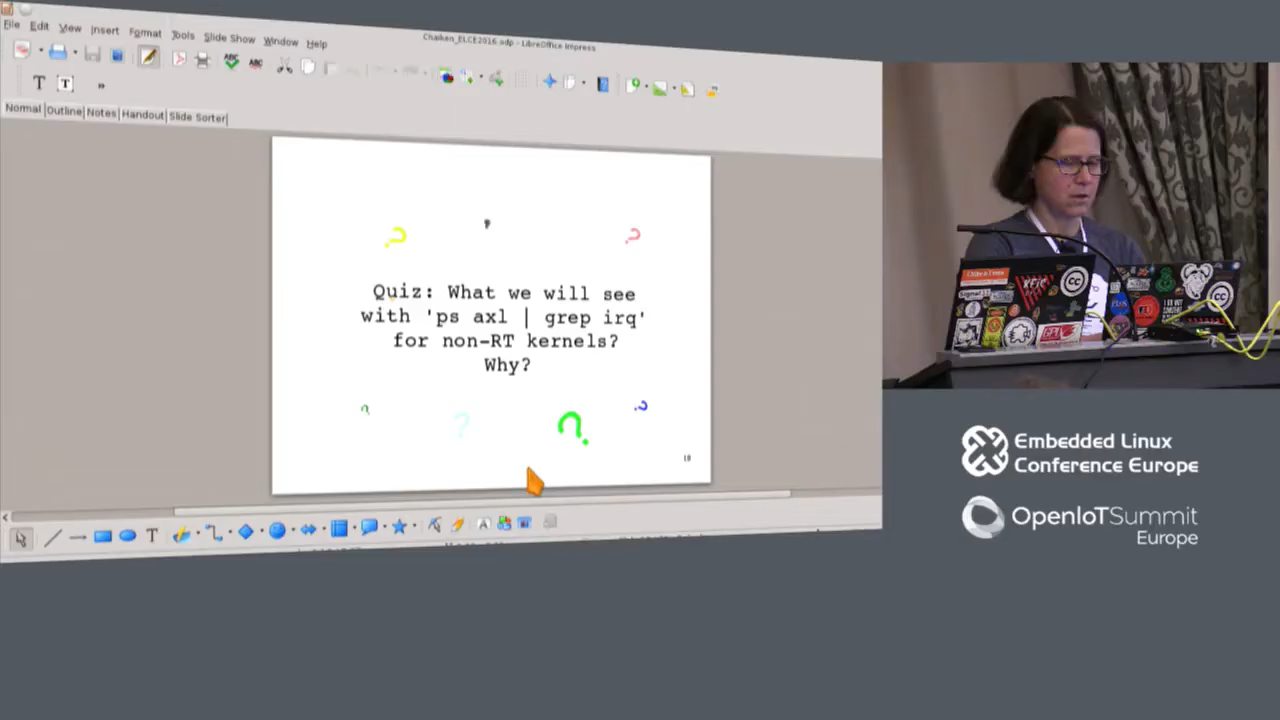 Chaiken_ELCE2016.odp - LibreOffice Impress
File Edit View Insert Format Tools Slide Show Window Help
Normal Outline Notes Handout Slide Sorter
?
?
?
Quiz: What we will see
with 'ps axl | grep irq'
for non-RT kernels?
Why?
?
?
?
?
18
Embedded Linux
Conference Europe
OpenIoTSummit
Europe